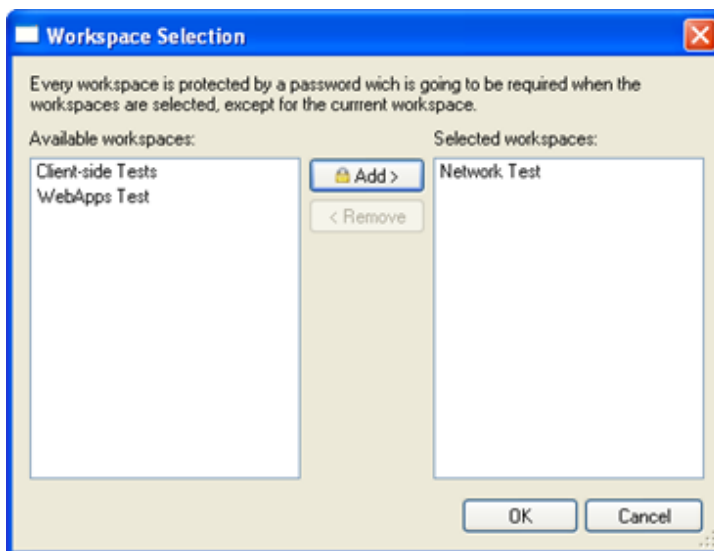 Workspace Selection
Every workspace is protected by a password wich is going to be required when the
workspaces are selected, except for the currrent workspace.
Available workspaces:
Selected workspaces:
Client-side Tests
WebApps Test
Add >
< Remove
Network Test
OK
Cancel